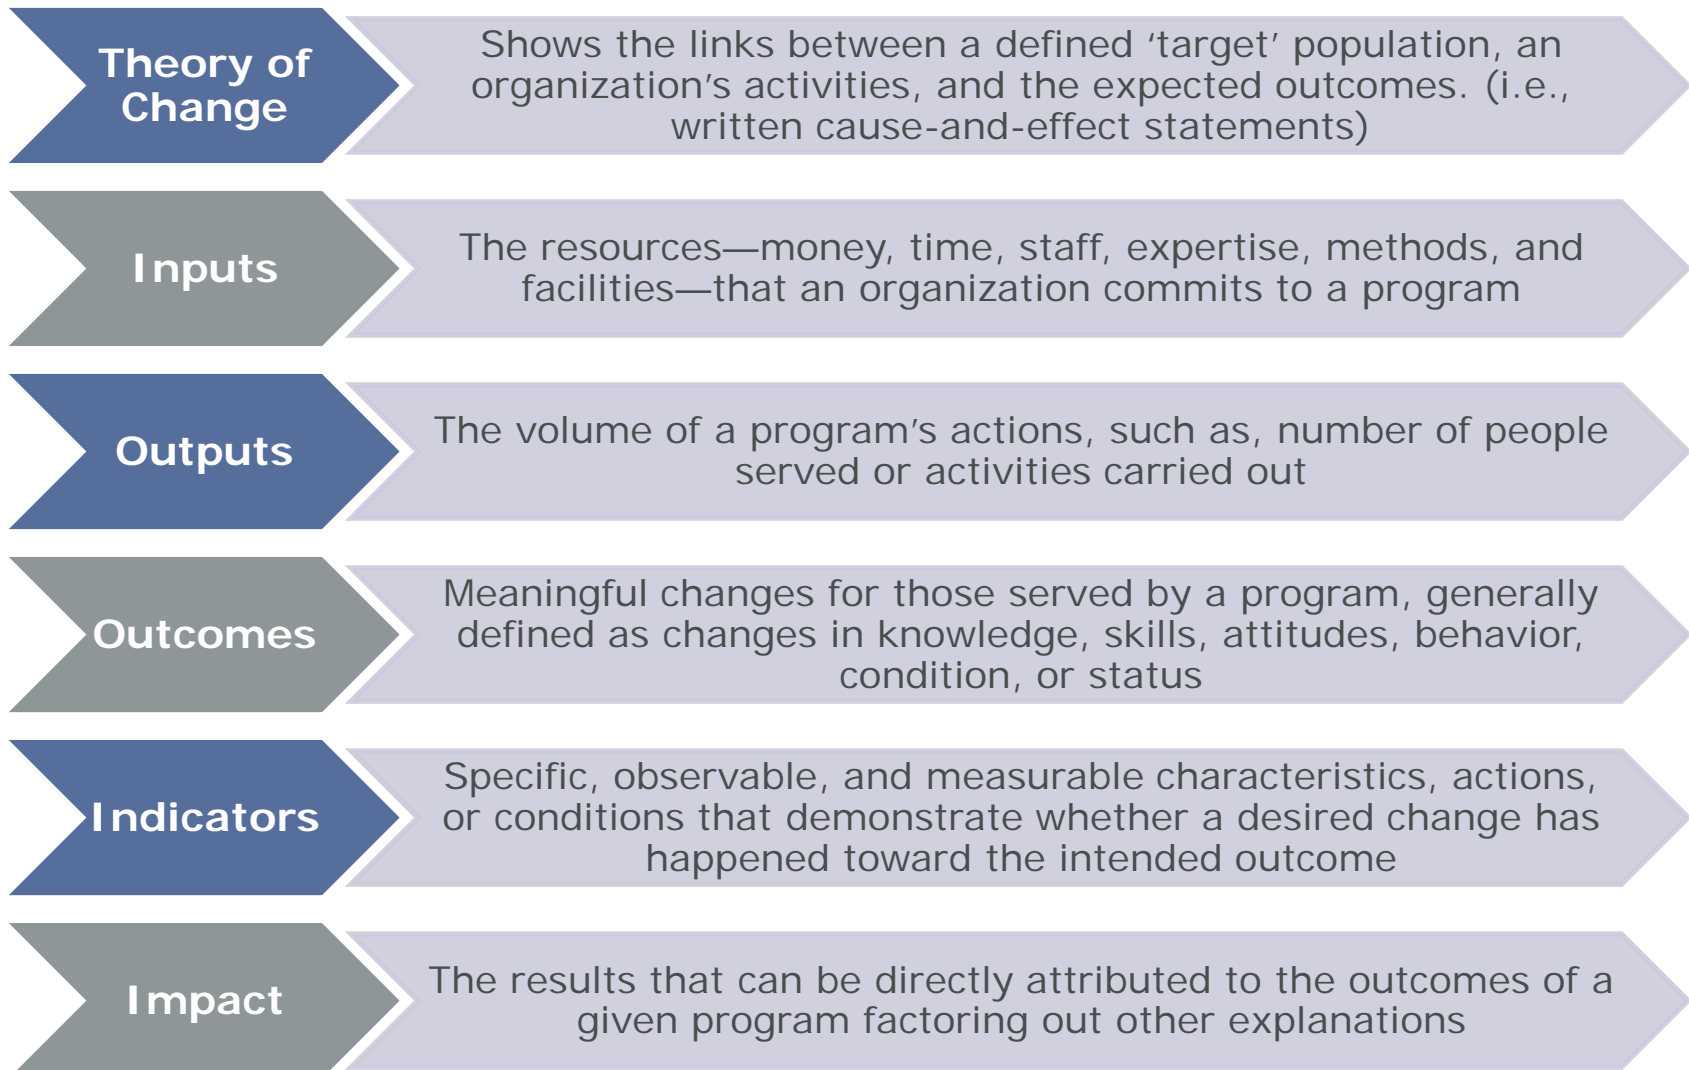 Theory of
Change
Shows the links between a defined ‘target’ population, an
organization’s activities, and the expected outcomes. (i.e.,
written cause-and-effect statements)
Inputs
The resources—money, time, staff, expertise, methods, and
facilities—that an organization commits to a program
Outputs
The volume of a program’s actions, such as, number of people
served or activities carried out
Outcomes
Meaningful changes for those served by a program, generally
defined as changes in knowledge, skills, attitudes, behavior,
condition, or status
Indicators
Specific, observable, and measurable characteristics, actions,
or conditions that demonstrate whether a desired change has
happened toward the intended outcome
Impact
The results that can be directly attributed to the outcomes of a
given program factoring out other explanations